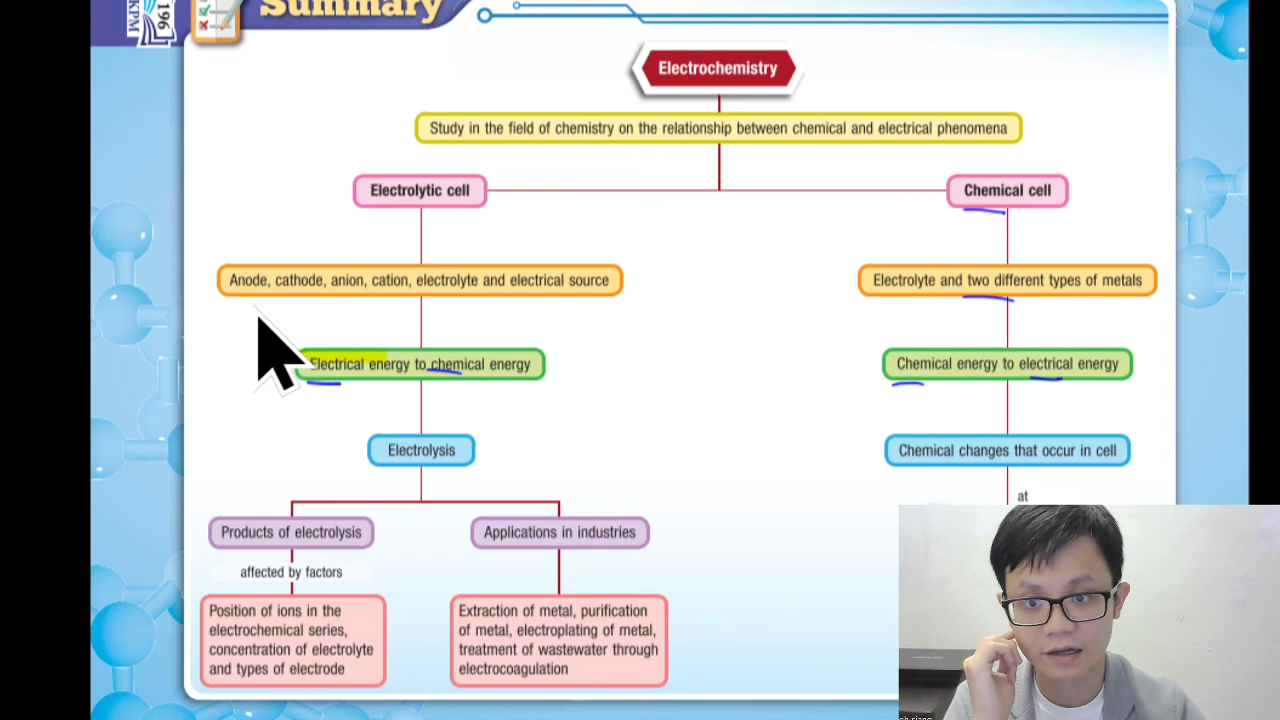 196
KPM
Summary
Electrochemistry
Study in the field of chemistry on the relationship between chemical and electrical phenomena
Electrolytic cell
Chemical cell
Anode, cathode, anion, cation, electrolyte and electrical source
Electrolyte and two different types of metals
Electrical energy to chemical energy
Chemical energy to electrical energy
Electrolysis
Chemical changes that occur in cell
at
Products of electrolysis
Applications in industries
affected by factors
Position of ions in the
electrochemical series,
concentration of electrolyte
and types of electrode
Extraction of metal, purification
of metal, electroplating of metal,
treatment of wastewater through
electrocoagulation